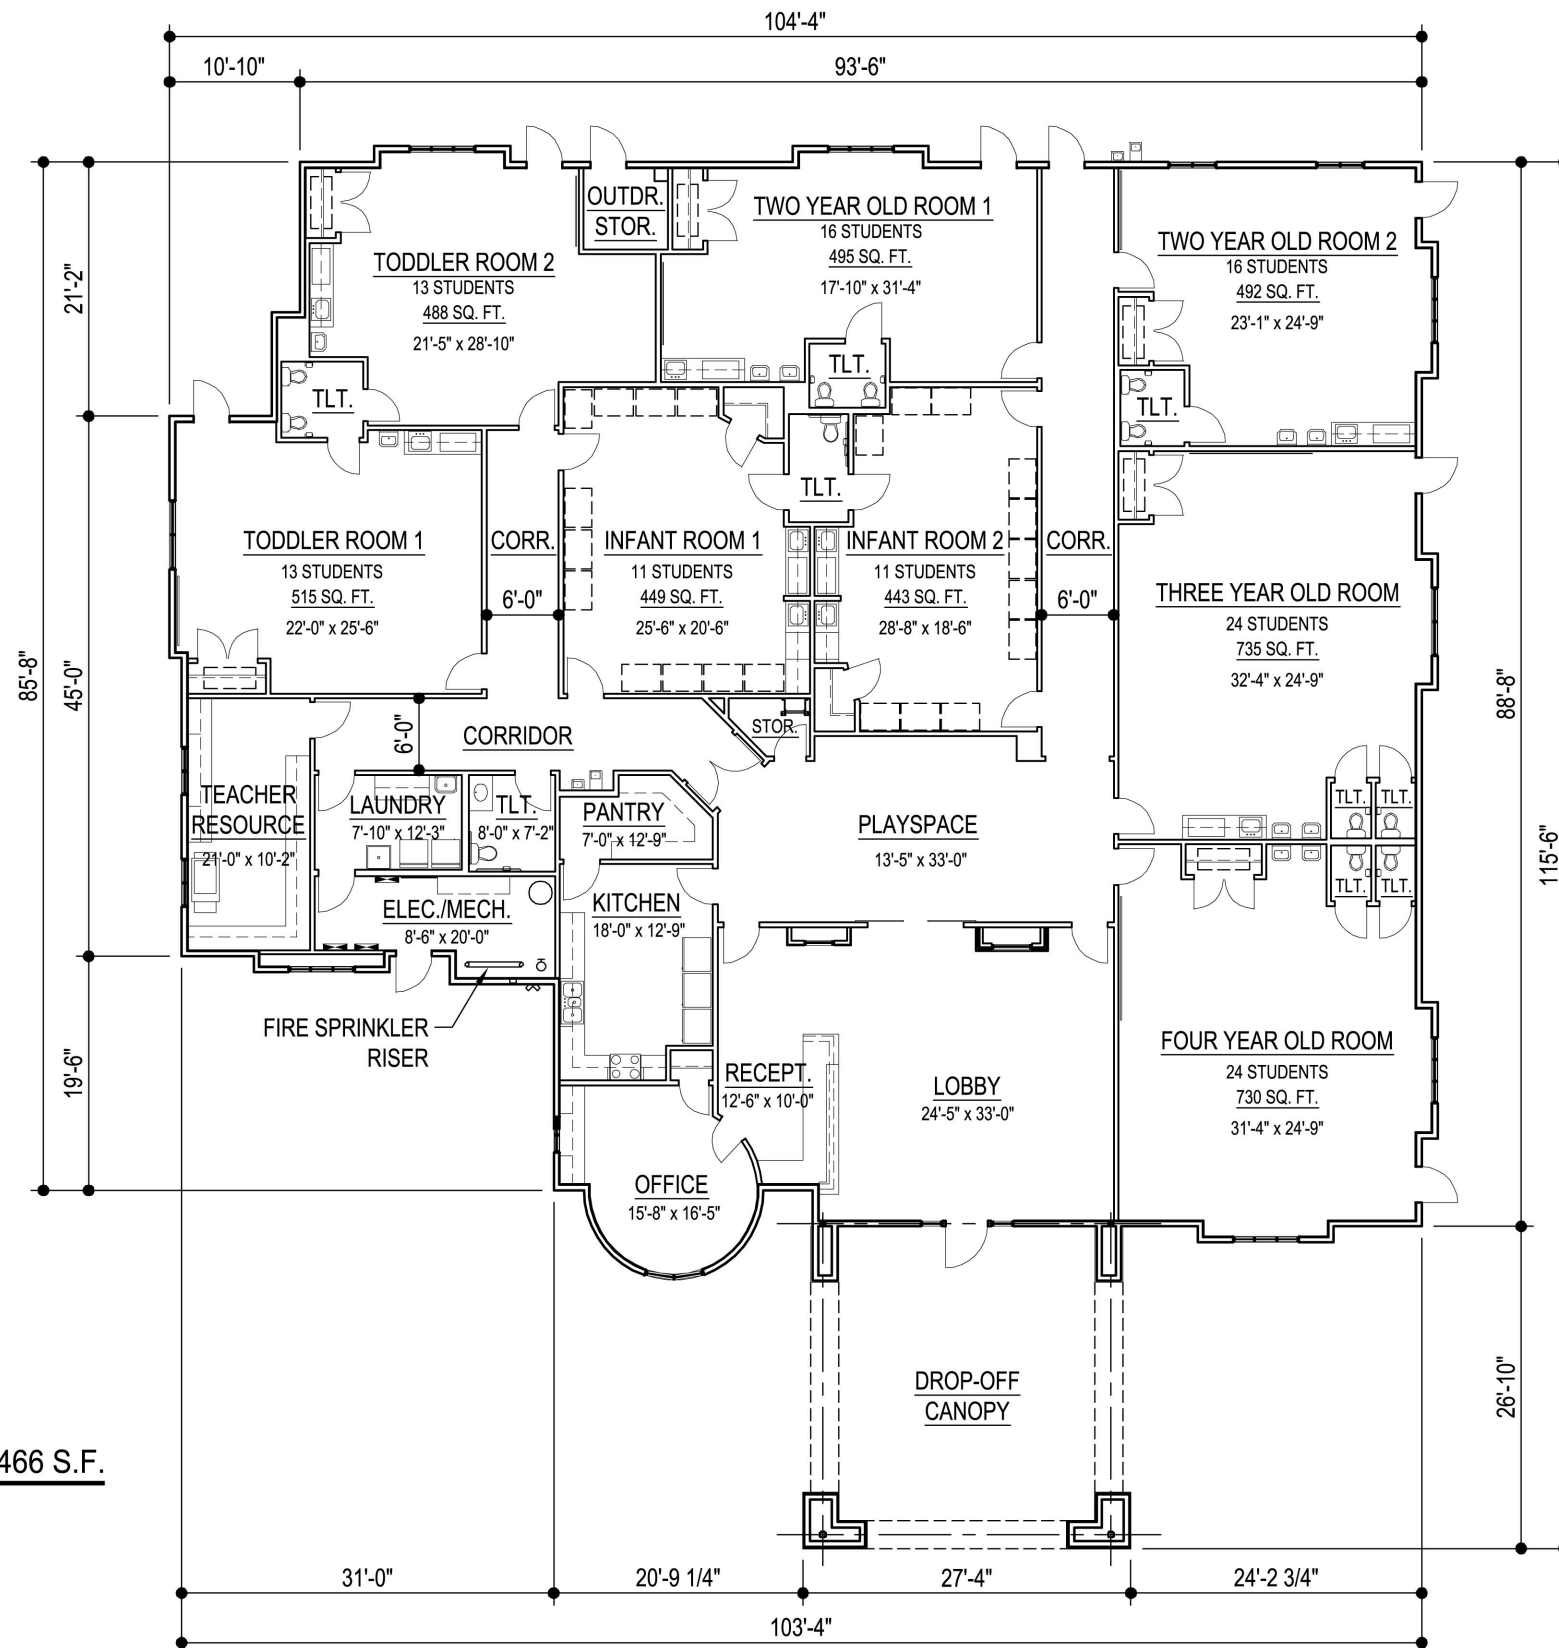 104'-4"
10'-10"
93'-6"
OUTDR.
STOR.
TWO YEAR OLD ROOM 1
16 STUDENTS
495 SQ. FT.
17'-10" x 31'-4"
TWO YEAR OLD ROOM 2
16 STUDENTS
492 SQ. FT.
23'-1" x 24'-9"
TODDLER ROOM 2
13 STUDENTS
488 SQ. FT.
21'-5" x 28'-10"
21'-2"
TLT.
TLT.
TLT.
TLT.
TODDLER ROOM 1
13 STUDENTS
515 SQ. FT.
22'-0" x 25'-6"
CORR.
6'-0"
INFANT ROOM 1
11 STUDENTS
449 SQ. FT.
25'-6" x 20'-6"
INFANT ROOM 2
11 STUDENTS
443 SQ. FT.
28'-8" x 18'-6"
CORR.
6'-0"
THREE YEAR OLD ROOM
24 STUDENTS
735 SQ. FT.
32'-4" x 24'-9"
85'-8"
45'-0"
88'-8"
115'-6"
6'-0"
CORRIDOR
STOR.
TEACHER
RESOURCE
21'-0" x 10'-2"
LAUNDRY
7'-10" x 12'-3"
TLT.
8'-0" x 7'-2"
PANTRY
7'-0" x 12'-9"
PLAYSPACE
13'-5" x 33'-0"
TLT.
TLT.
TLT.
TLT.
ELEC./MECH.
8'-6" x 20'-0"
KITCHEN
18'-0" x 12'-9"
FIRE SPRINKLER
RISER
19'-6"
RECEPT.
12'-6" x 10'-0"
LOBBY
24'-5" x 33'-0"
FOUR YEAR OLD ROOM
24 STUDENTS
730 SQ. FT.
31'-4" x 24'-9"
OFFICE
15'-8" x 16'-5"
DROP-OFF
CANOPY
26'-10"
466 S.F.
31'-0"
20'-9 1/4"
27'-4"
24'-2 3/4"
103'-4"